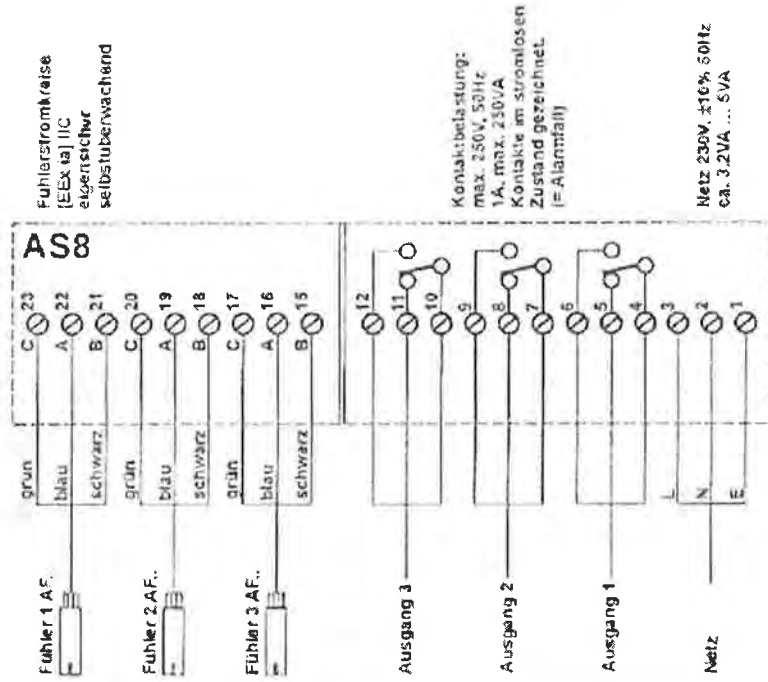 Fühler 1 AF..
grun
blau
schwarz
Fühler 2 AF..
grün
blau
schwarz
Fühler 3 AF..
grün
blau
schwarz
AS8
C 23
A 22
B 21
C 20
A 19
B 18
C 17
A 16
B 15
Fuhlerstromkreise
[EEx ia] IIC
eigensicher
selbstuberwachend
Ausgang 3
12
11
10
Ausgang 2
9
8
7
Ausgang 1
6
5
4
Netz
L 3
N 2
E 1
Kontaktbelastung:
max. 250V, 50Hz
1A, max. 250VA
Kontakte im stromlosen
Zustand gezeichnet.
(= Alarmfall)
Netz 230V, ±10% 50Hz
ca. 3,2VA ... 5VA